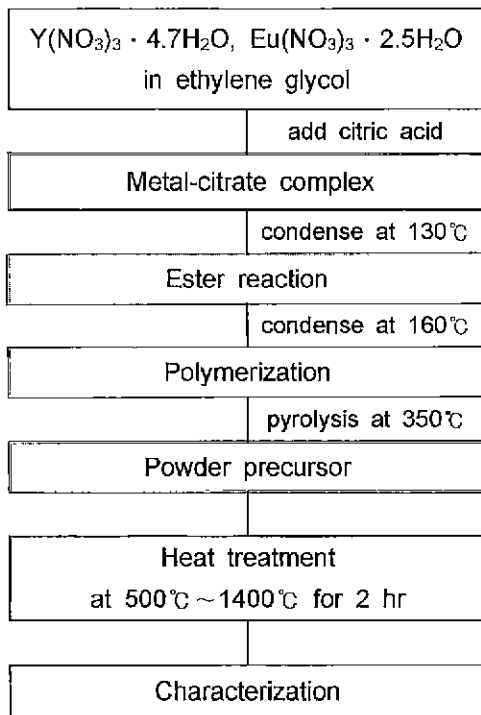 Y(NO₃)₃ · 4.7H₂O, Eu(NO₃)₃ · 2.5H₂O
in ethylene glycol
add citric acid
Metal-citrate complex
condense at 130℃
Ester reaction
condense at 160℃
Polymerization
pyrolysis at 350℃
Powder precursor
Heat treatment
at 500℃~1400℃ for 2 hr
Characterization